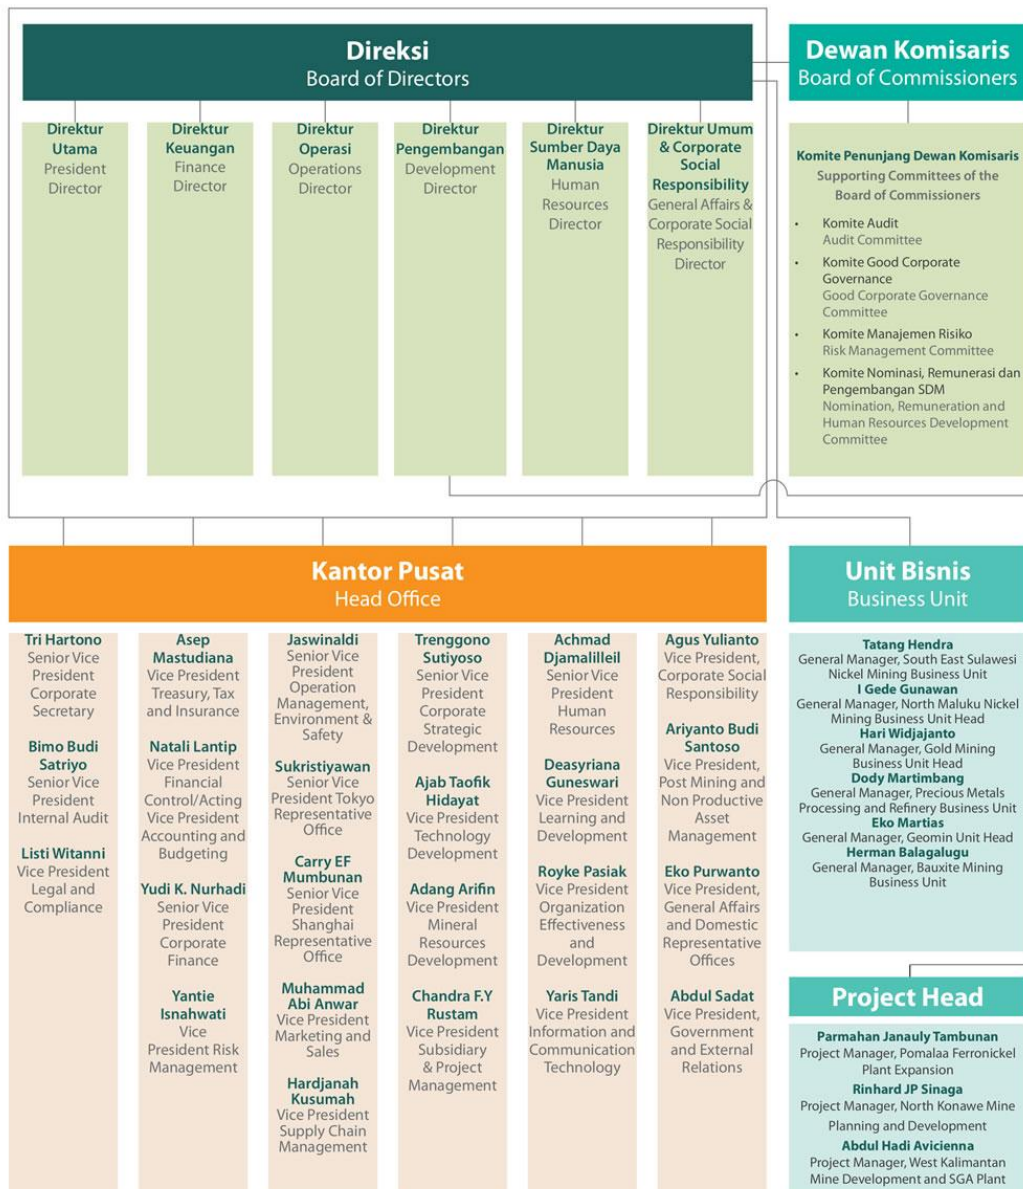 Direksi
Board of Directors
Dewan Komisaris
Board of Commissioners
Direktur
Utama
President
Director
Direktur
Keuangan
Finance
Director
Direktur
Operasi
Operations
Director
Direktur
Pengembangan
Development
Director
Direktur
Sumber Daya
Manusia
Human
Resources
Director
Direktur Umum
& Corporate
Social
Responsibility
General Affairs &
Corporate Social
Responsibility
Director
Komite Penunjang Dewan Komisaris
Supporting Committees of the
Board of Commissioners
• Komite Audit
Audit Committee
• Komite Good Corporate
Governance
Good Corporate Governance
Committee
• Komite Manajemen Risiko
Risk Management Committee
• Komite Nominasi, Remunerasi dan
Pengembangan SDM
Nomination, Remuneration and
Human Resources Development
Committee
Kantor Pusat
Head Office
Unit Bisnis
Business Unit
Tri Hartono
Senior Vice
President
Corporate
Secretary
Bimo Budi
Satriyo
Senior Vice
President
Internal Audit
Listi Witanni
Vice President
Legal and
Compliance
Asep
Mastudiana
Vice President
Treasury, Tax
and Insurance
Natali Lantip
Vice President
Financial
Control/Acting
Vice President
Accounting and
Budgeting
Yudi K. Nurhadi
Senior Vice
President
Corporate
Finance
Yantie
Isnahwati
Vice
President Risk
Management
Jaswinaldi
Senior Vice
President
Operation
Management,
Environment &
Safety
Sukristiyawan
Senior Vice
President Tokyo
Representative
Office
Carry EF
Mumbunan
Senior Vice
President
Shanghai
Representative
Office
Muhammad
Abi Anwar
Vice President
Marketing and
Sales
Hardjanah
Kusumah
Vice President
Supply Chain
Management
Trenggono
Sutiyoso
Senior Vice
President
Corporate
Strategic
Development
Ajab Taofik
Hidayat
Vice President
Technology
Development
Adang Arifin
Vice President
Mineral
Resources
Development
Chandra F.Y
Rustam
Vice President
Subsidiary
& Project
Management
Achmad
Djamalilleil
Senior Vice
President
Human
Resources
Deasyriana
Guneswari
Vice President
Learning and
Development
Royke Pasiak
Vice President
Organization
Effectiveness
and
Development
Yaris Tandi
Vice President
Information and
Communication
Technology
Agus Yulianto
Vice President,
Corporate Social
Responsibility
Ariyanto Budi
Santoso
Vice President,
Post Mining and
Non Productive
Asset
Management
Eko Purwanto
Vice President,
General Affairs
and Domestic
Representative
Offices
Abdul Sadat
Vice President,
Government
and External
Relations
Tatang Hendra
General Manager, South East Sulawesi
Nickel Mining Business Unit
I Gede Gunawan
General Manager, North Maluku Nickel
Mining Business Unit Head
Hari Widjajanto
General Manager, Gold Mining
Business Unit Head
Dody Martimbang
General Manager, Precious Metals
Processing and Refinery Business Unit
Eko Martias
General Manager, Geomin Unit Head
Herman Balagalugu
General Manager, Bauxite Mining
Business Unit
Project Head
Parmahan Janauly Tambunan
Project Manager, Pomalaa Ferronickel
Plant Expansion
Rinhard JP Sinaga
Project Manager, North Konawe Mine
Planning and Development
Abdul Hadi Avicienna
Project Manager, West Kalimantan
Mine Development and SGA Plant